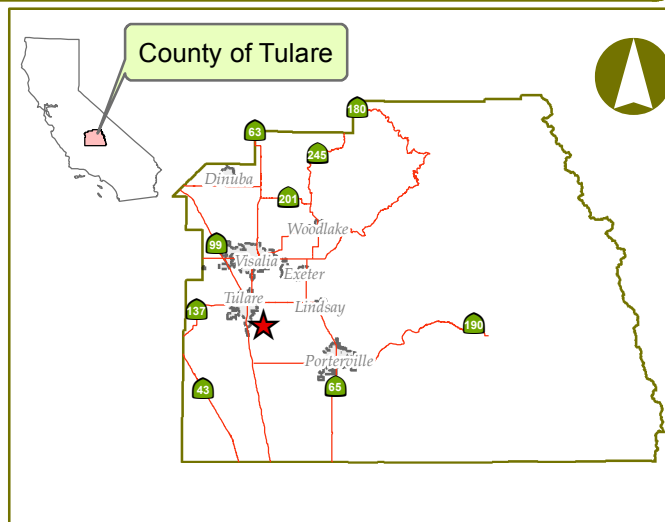 County of Tulare
180
63
245
Dinuba
201
Woodlake
99
Visalia
Exeter
Tulare
Lindsay
137
190
Porterville
65
43